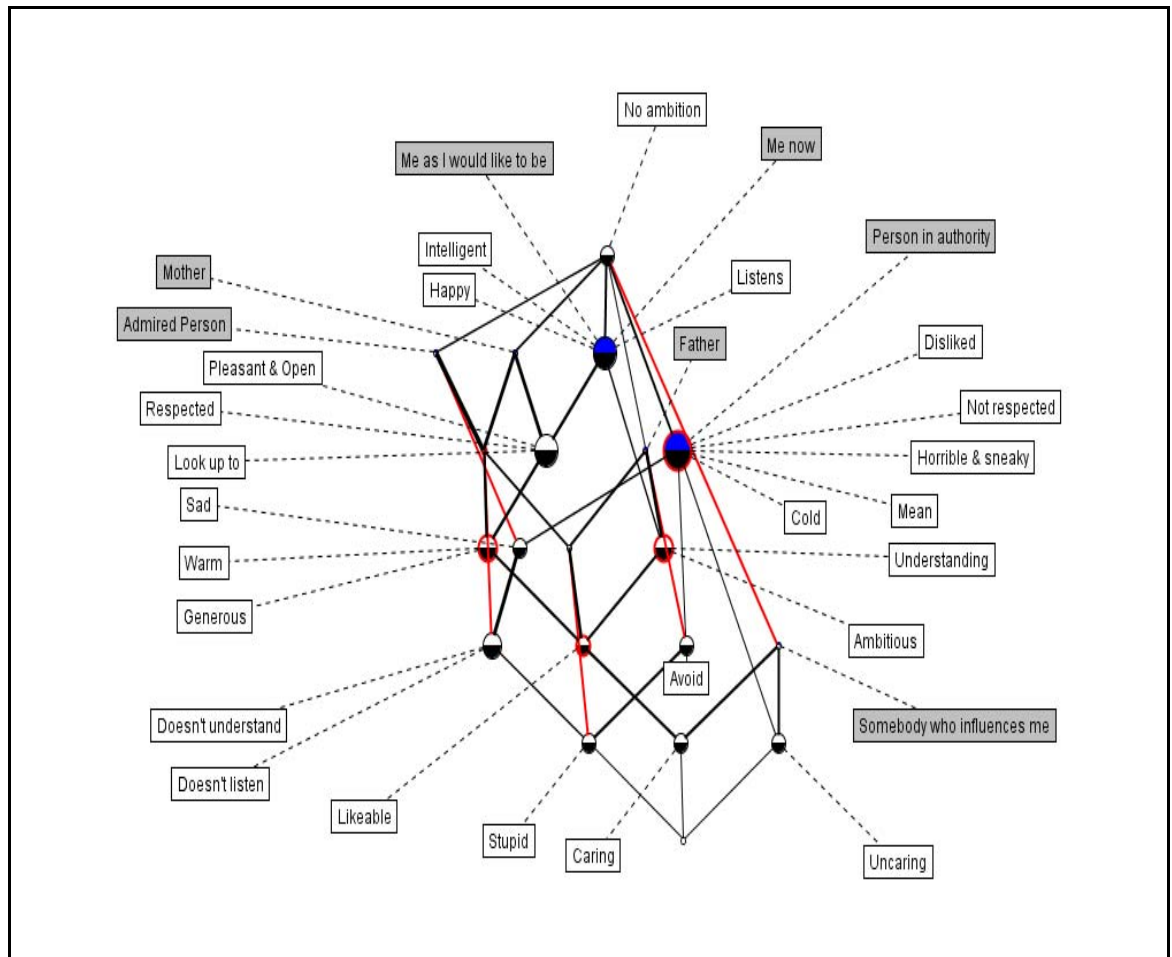 No ambition
Me as I would like to be
Me now
Person in authority
Intelligent
Mother
Listens
Happy
Admired Person
Father
Disliked
Pleasant & Open
Respected
Not respected
Look up to
Horrible & sneaky
Sad
Mean
Cold
Warm
Understanding
Generous
Ambitious
Avoid
Doesn't understand
Somebody who influences me
Doesn't listen
Likeable
Stupid
Caring
Uncaring